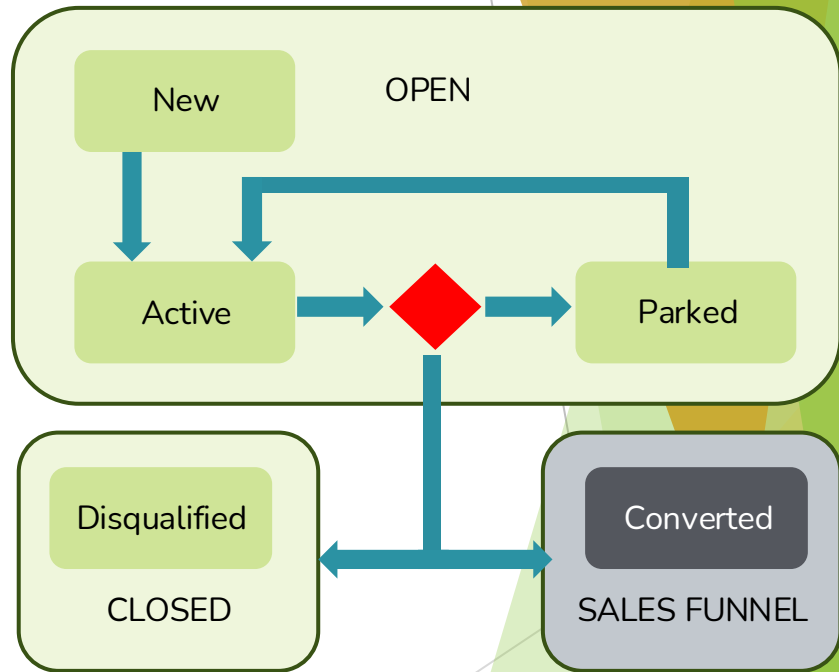 New
OPEN
Active
Parked
Disqualified
CLOSED
Converted
SALES FUNNEL